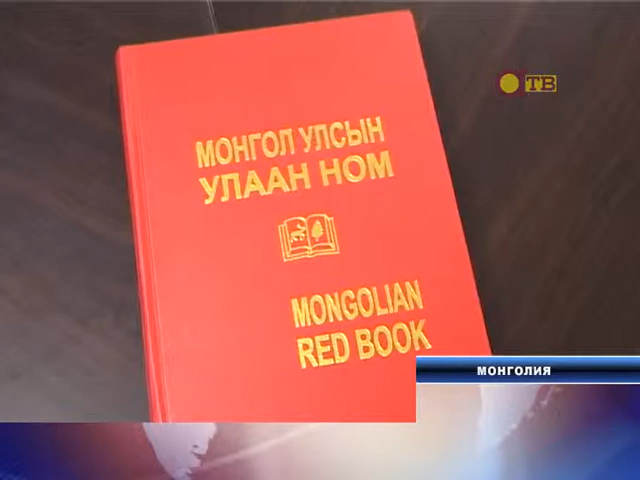 ТВ
МОНГОЛ УЛСЫН
УЛААН НОМ
MONGOLIAN
RED BOOK
МОНГОЛИЯ